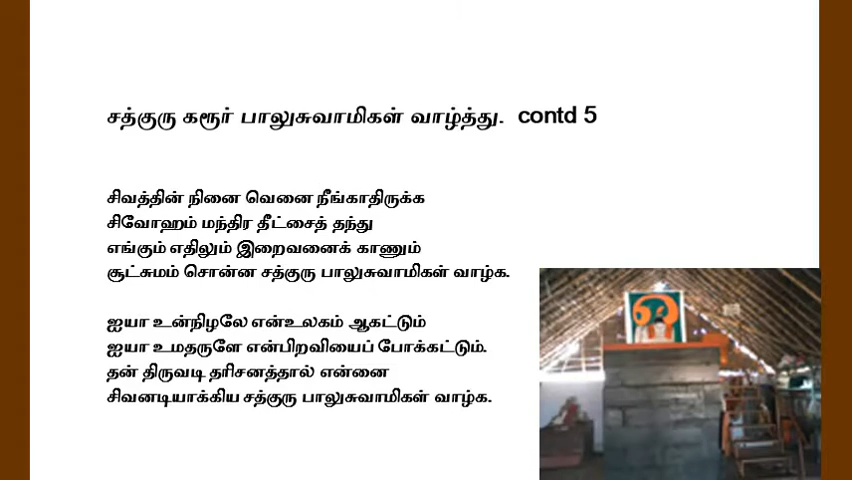 சத்குரு கரூர் பாலுசுவாமிகள் வாழ்த்து. contd 5
சிவத்தின் நினை வெனை நீங்காதிருக்க
சிவோஹம் மந்திர தீட்சைத் தந்து
எங்கும் எதிலும் இறைவனைக் காணும்
சூட்சுமம் சொன்ன சத்குரு பாலுசுவாமிகள் வாழ்க.
ஐயா உன்நிழலே என்உலகம் ஆகட்டும்
ஐயா உமதருளே என்பிறவியைப் போக்கட்டும்.
தன் திருவடி தரிசனத்தால் என்னை
சிவனடியாக்கிய சத்குரு பாலுசுவாமிகள் வாழ்க.
ஓ